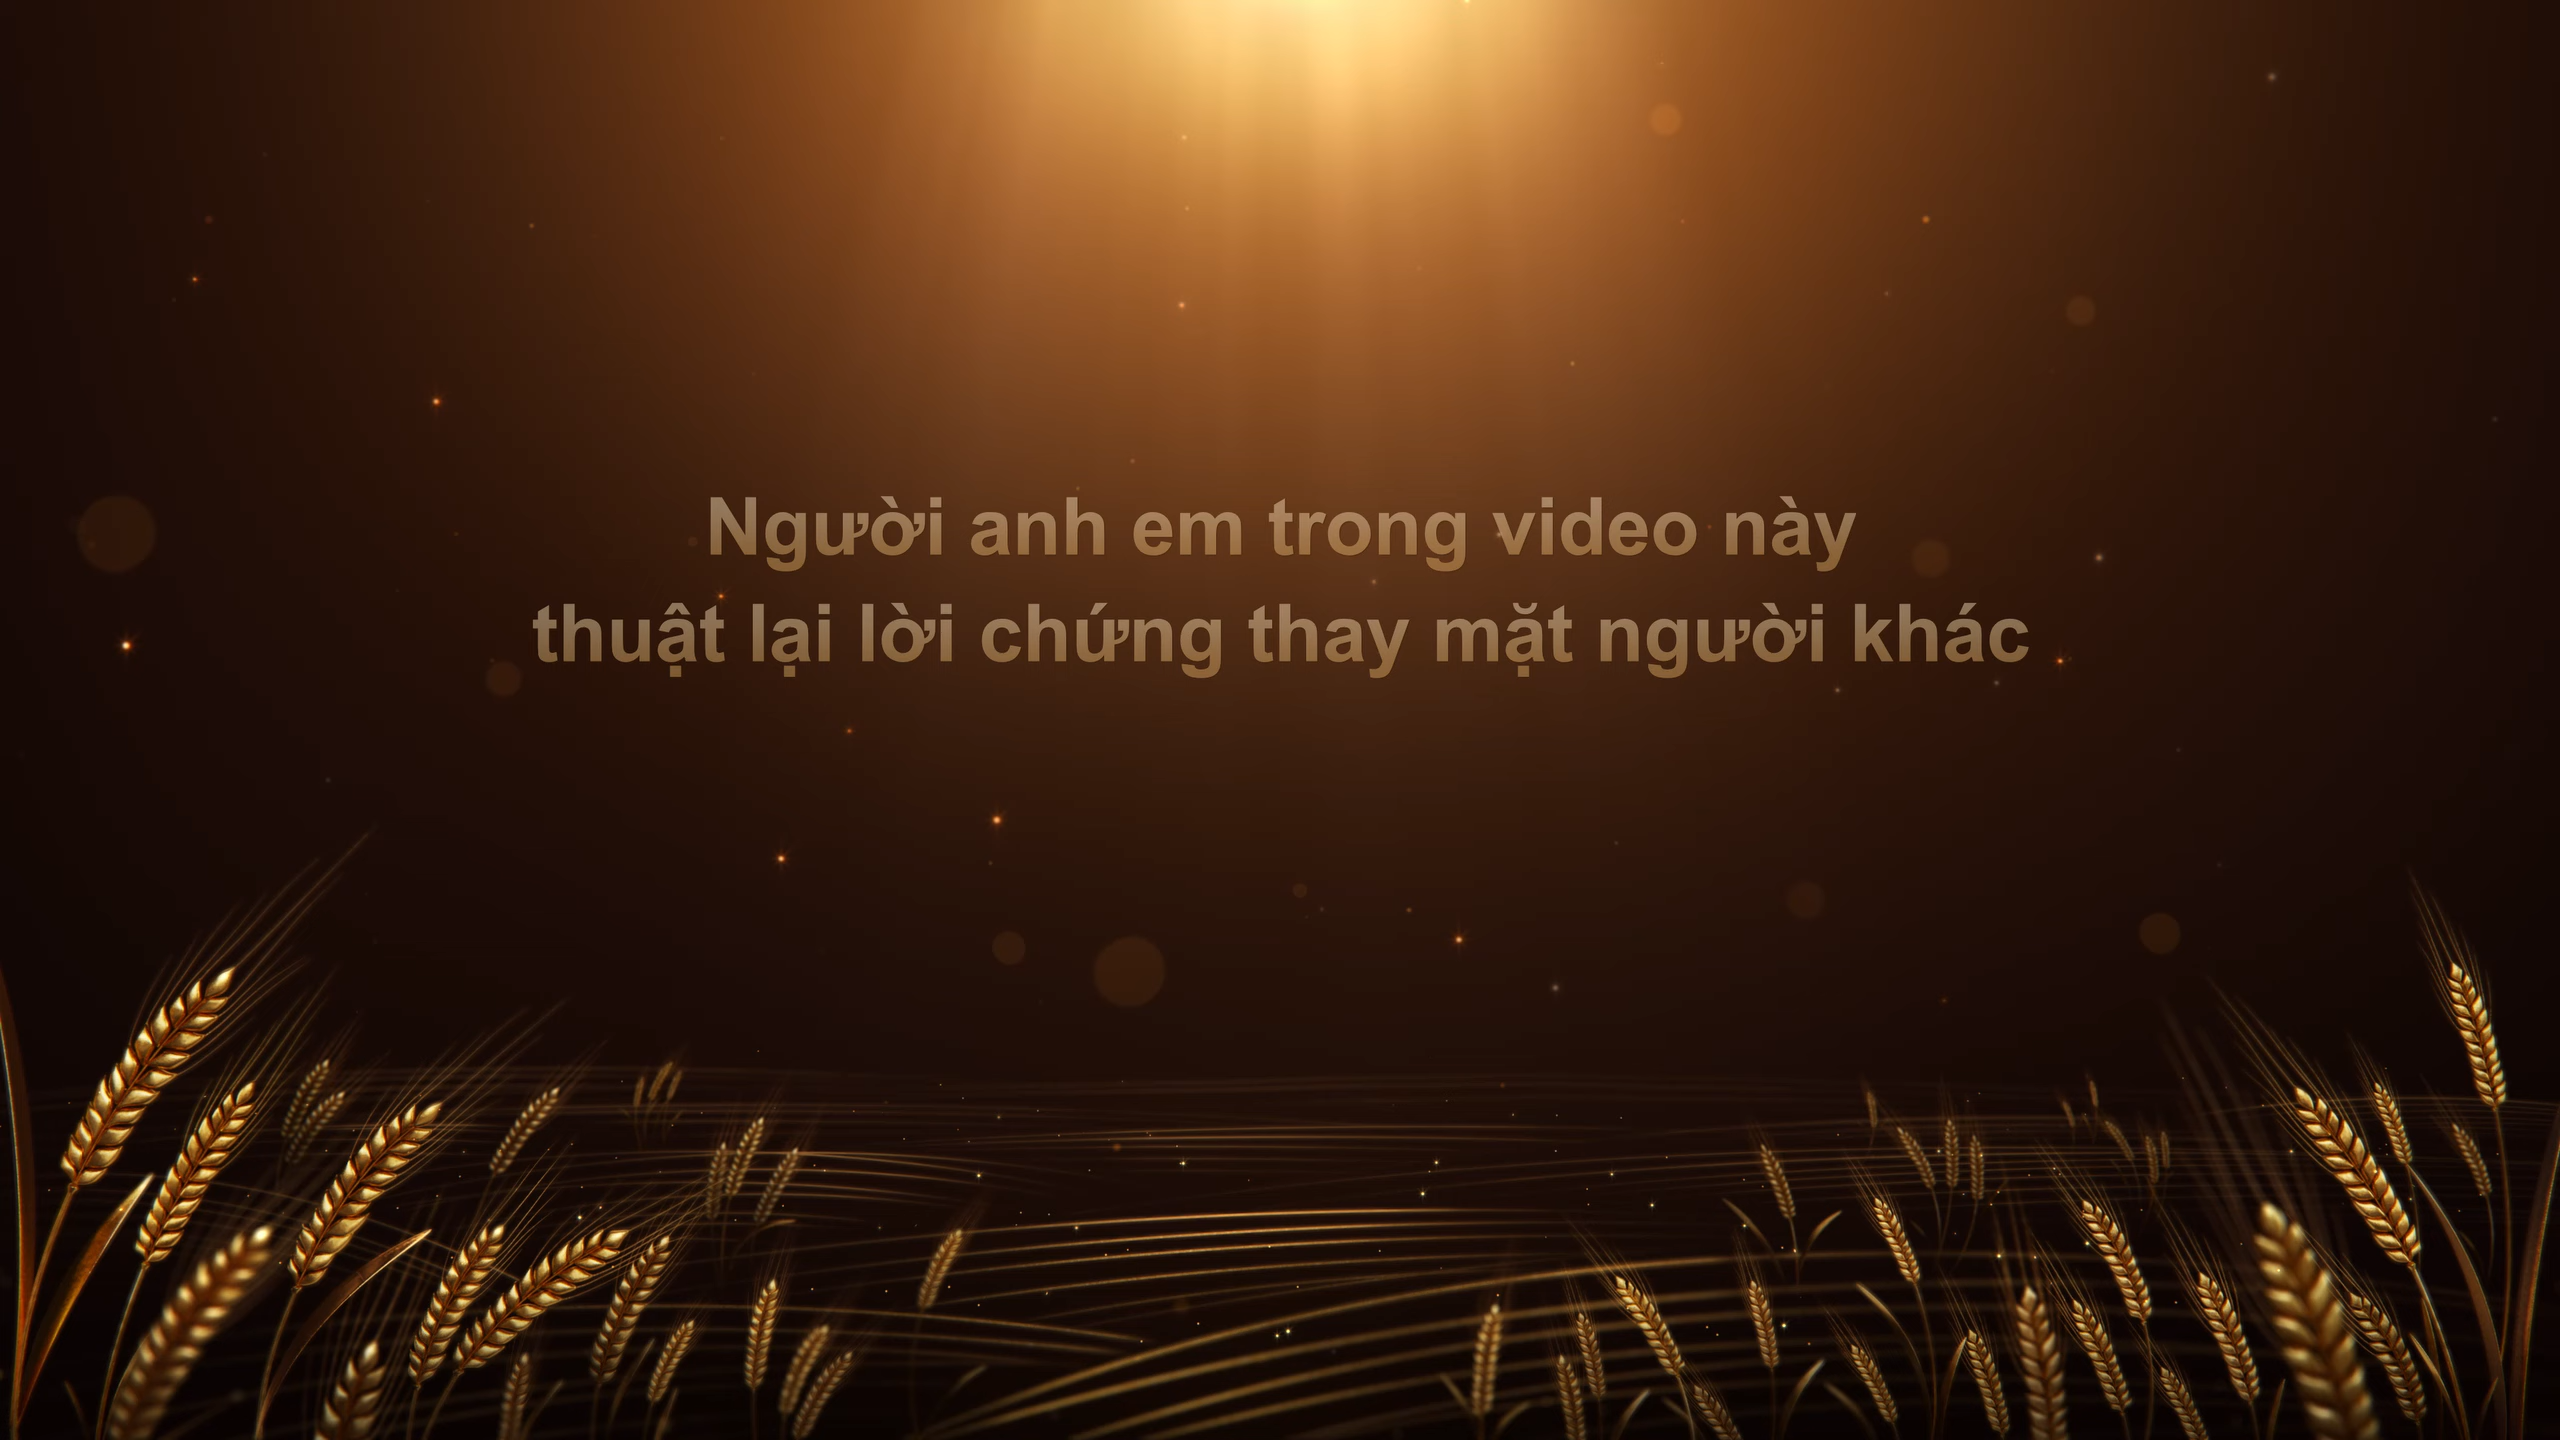 Người anh em trong video này
thuật lại lời chứng thay mặt người khác